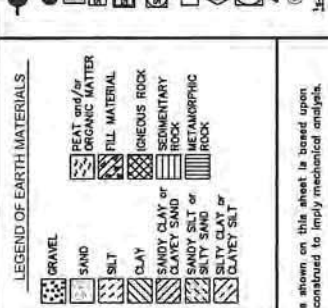 LEGEND OF EARTH MATERIALS
GRAVEL
SAND
SILT
CLAY
SANDY CLAY or
CLAYEY SAND
SANDY SILT or
SILTY SAND
SILTY CLAY or
CLAYEY SILT
PEAT and/or
ORGANIC MATTER
FILL MATERIAL
IGNEOUS ROCK
SEDIMENTARY
ROCK
METAMORPHIC
ROCK
shown on this sheet is based upon
to imply mechanical analysis.